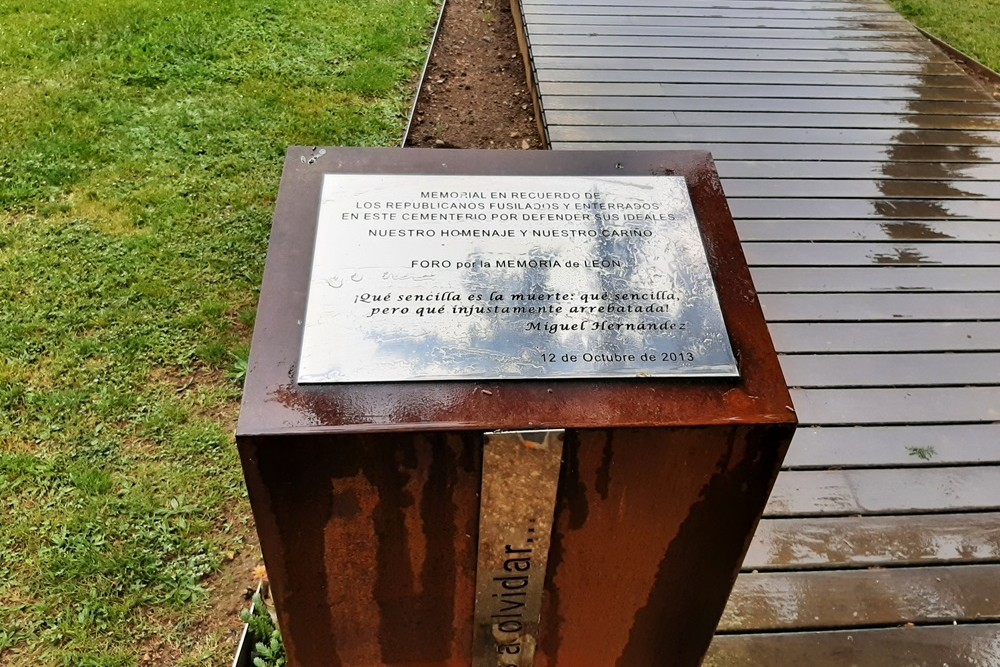 MEMORIAL EN RECUERDO DE
LOS REPUBLICANOS FUSILADOS Y ENTERRADOS
EN ESTE CEMENTERIO POR DEFENDER SUS IDEALES
NUESTRO HOMENAJE Y NUESTRO CARIÑO
FORO por la MEMORIA de LEÓN
¡Qué sencilla es la muerte: qué sencilla,
pero qué injustamente arrebatada!
Miguel Hernández
12 de Octubre de 2013
a olvidar...